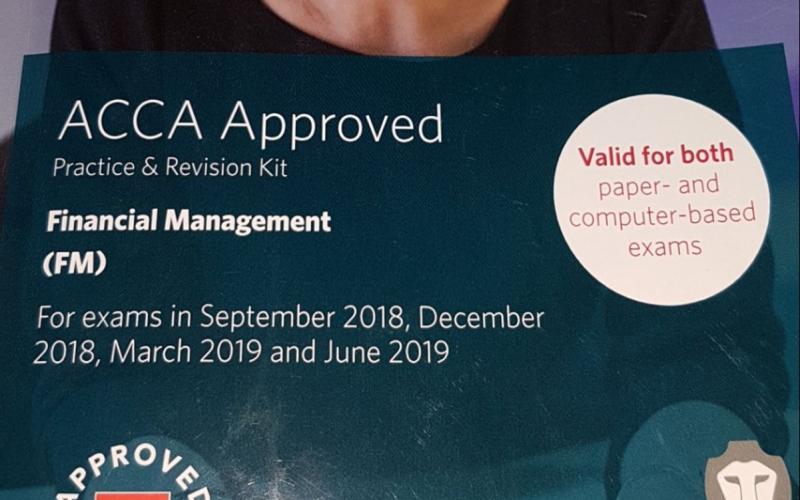 ACCA Approved
Practice & Revision Kit
Financial Management
(FM)
For exams in September 2018, December
2018, March 2019 and June 2019
Valid for both
paper- and
computer-based
exams
APPROVED